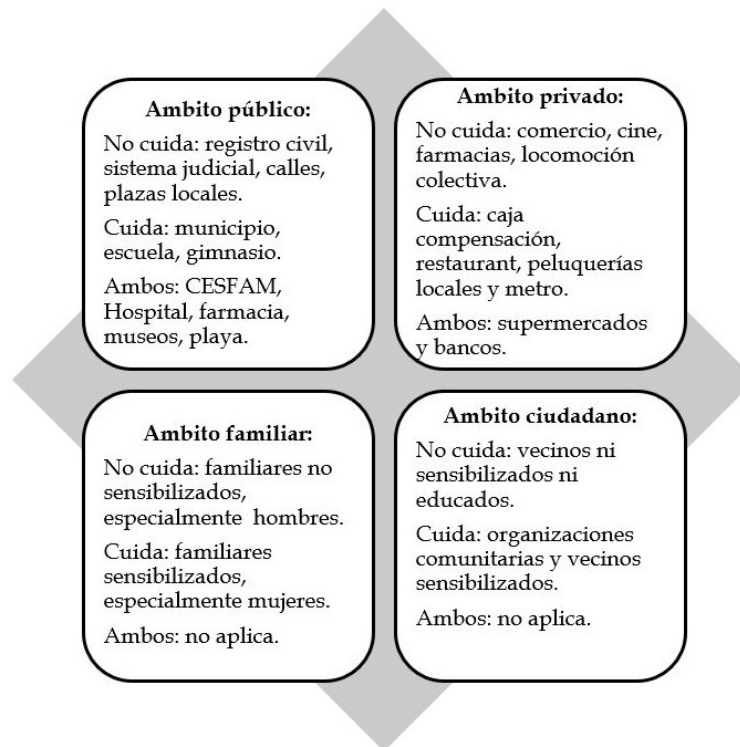 Ambito público:
No cuida: registro civil,
sistema judicial, calles,
plazas locales.
Cuida: municipio,
escuela, gimnasio.
Ambos: CESFAM,
Hospital, farmacia,
museos, playa.
Ambito privado:
No cuida: comercio, cine,
farmacias, locomoción
colectiva.
Cuida: caja
compensación,
restaurant, peluquerías
locales y metro.
Ambos: supermercados
y bancos.
Ambito familiar:
No cuida: familiares no
sensibilizados,
especialmente hombres.
Cuida: familiares
sensibilizados,
especialmente mujeres.
Ambos: no aplica.
Ambito ciudadano:
No cuida: vecinos ni
sensibilizados ni
educados.
Cuida: organizaciones
comunitarias y vecinos
sensibilizados.
Ambos: no aplica.